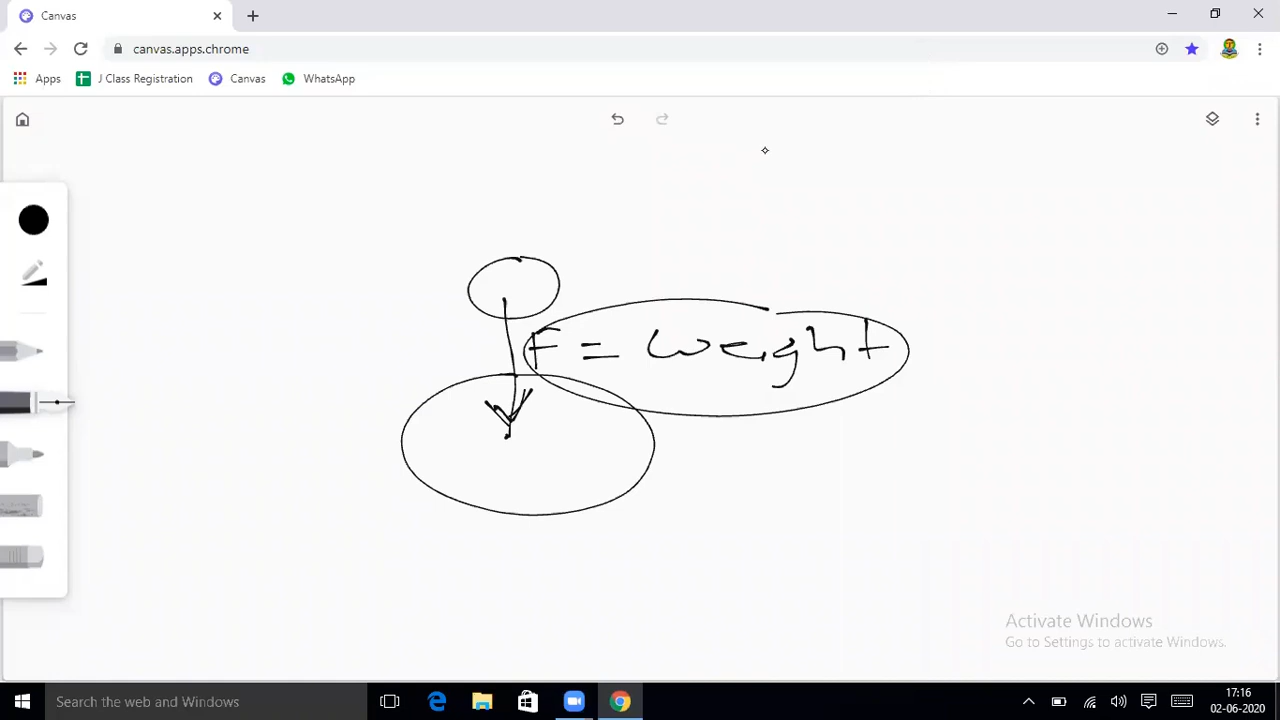 Canvas
canvas.apps.chrome
Apps J Class Registration Canvas WhatsApp
F = weight
Activate Windows
Go to Settings to activate Windows.
Search the web and Windows
17:16
02-06-2020